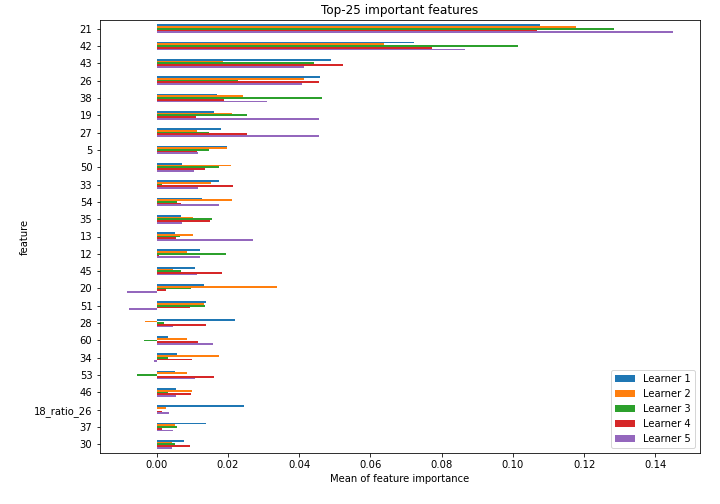 Top-25 important features
21
42
43
26
38
19
27
5
50
33
54
35
13
12
45
20
51
28
60
34
53
46
18_ratio_26
37
30
feature
Learner 1
Learner 2
Learner 3
Learner 4
Learner 5
0.00 0.02 0.04 0.06 0.08 0.10 0.12 0.14
Mean of feature importance